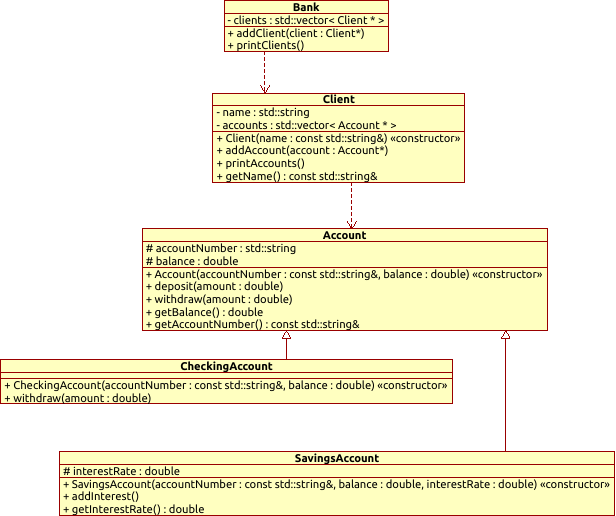 Bank
- clients : std::vector< Client * >
+ addClient(client : Client*)
+ printClients()
Client
- name : std::string
- accounts : std::vector< Account * >
+ Client(name : const std::string&) «constructor»
+ addAccount(account : Account*)
+ printAccounts()
+ getName() : const std::string&
Account
# accountNumber : std::string
# balance : double
+ Account(accountNumber : const std::string&, balance : double) «constructor»
+ deposit(amount : double)
+ withdraw(amount : double)
+ getBalance() : double
+ getAccountNumber() : const std::string&
CheckingAccount
+ CheckingAccount(accountNumber : const std::string&, balance : double) «constructor»
+ withdraw(amount : double)
SavingsAccount
# interestRate : double
+ SavingsAccount(accountNumber : const std::string&, balance : double, interestRate : double) «constructor»
+ addInterest()
+ getInterestRate() : double